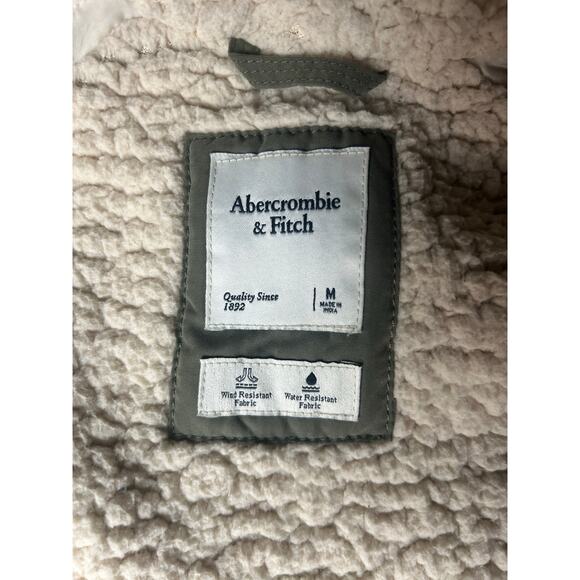 Abercrombie
& Fitch
Quality Since
1892
M
MADE IN
INDIA
Wind Resistant
Fabric
Water Resistant
Fabric